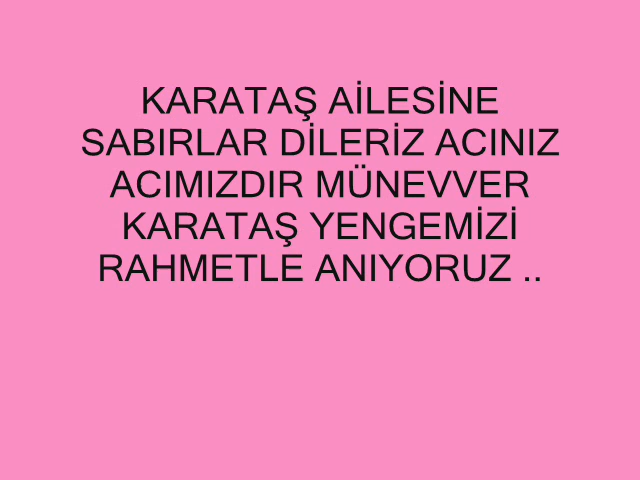 KARATAŞ AİLESİNE
SABIRLAR DİLERİZ ACINIZ
ACIMIZDIR MÜNEVVER
KARATAŞ YENGEMİZİ
RAHMETLE ANIYORUZ ..